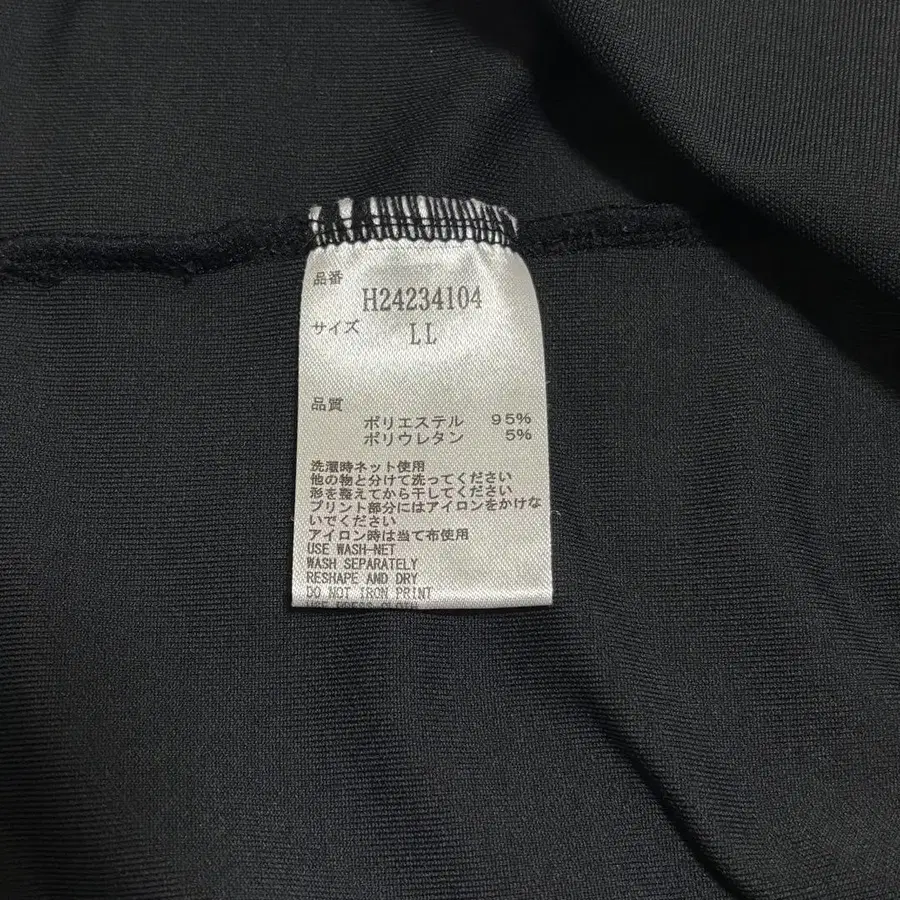 品番
H24234104
サイズ
LL
品質
ポリエステル 95%
ポリウレタン 5%
洗濯時ネット使用
他の物と分けて洗ってください
形を整えてから干してください
プリント部分にはアイロンをかけな
いでください
アイロン時は当て布使用
USE WASH-NET
WASH SEPARATELY
RESHAPE AND DRY
DO NOT IRON PRINT
USE PRESS CLOTH